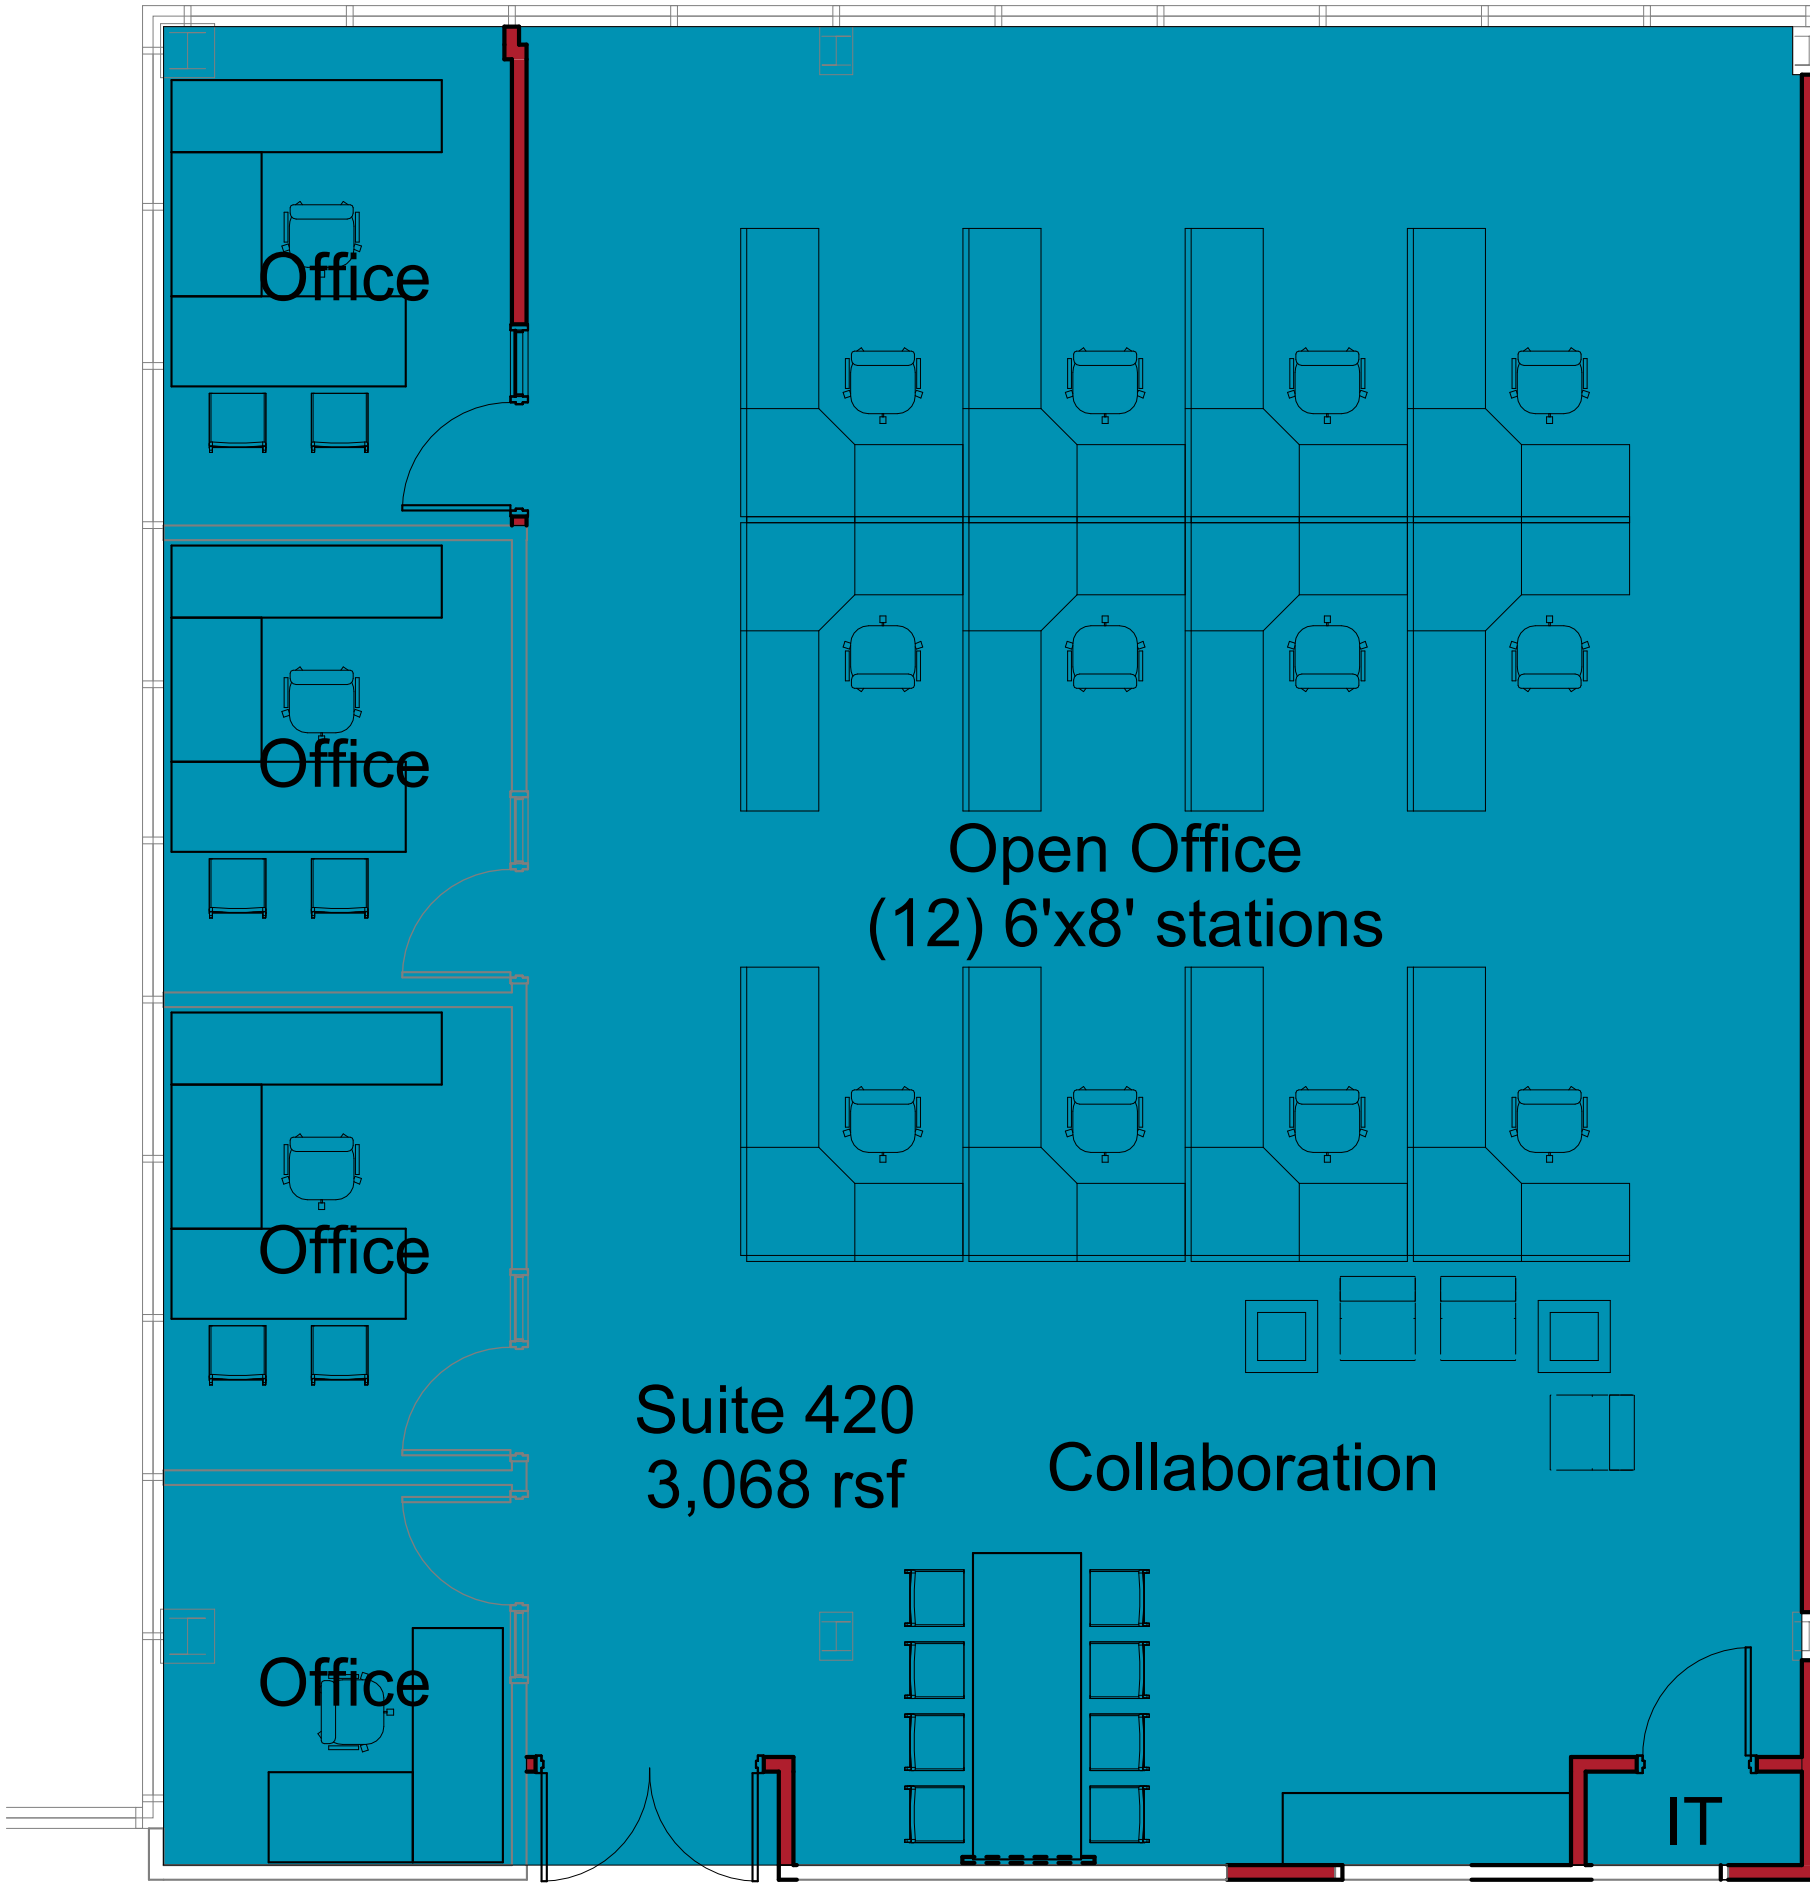 Office
Office
Open Office
(12) 6'x8' stations
Office
Suite 420
3,068 rsf
Collaboration
Office
IT